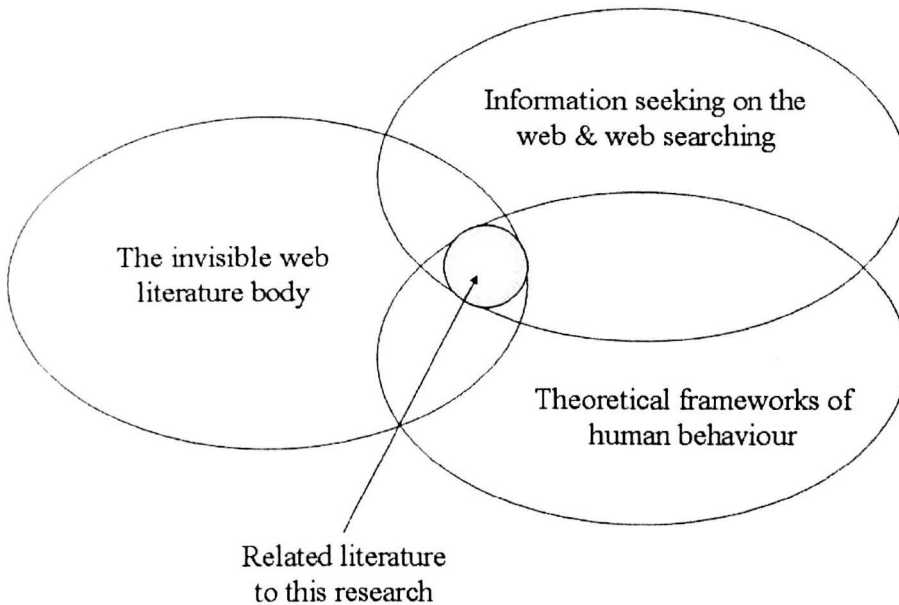 Information seeking on the
web & web searching
The invisible web
literature body
Theoretical frameworks of
human behaviour
Related literature
to this research